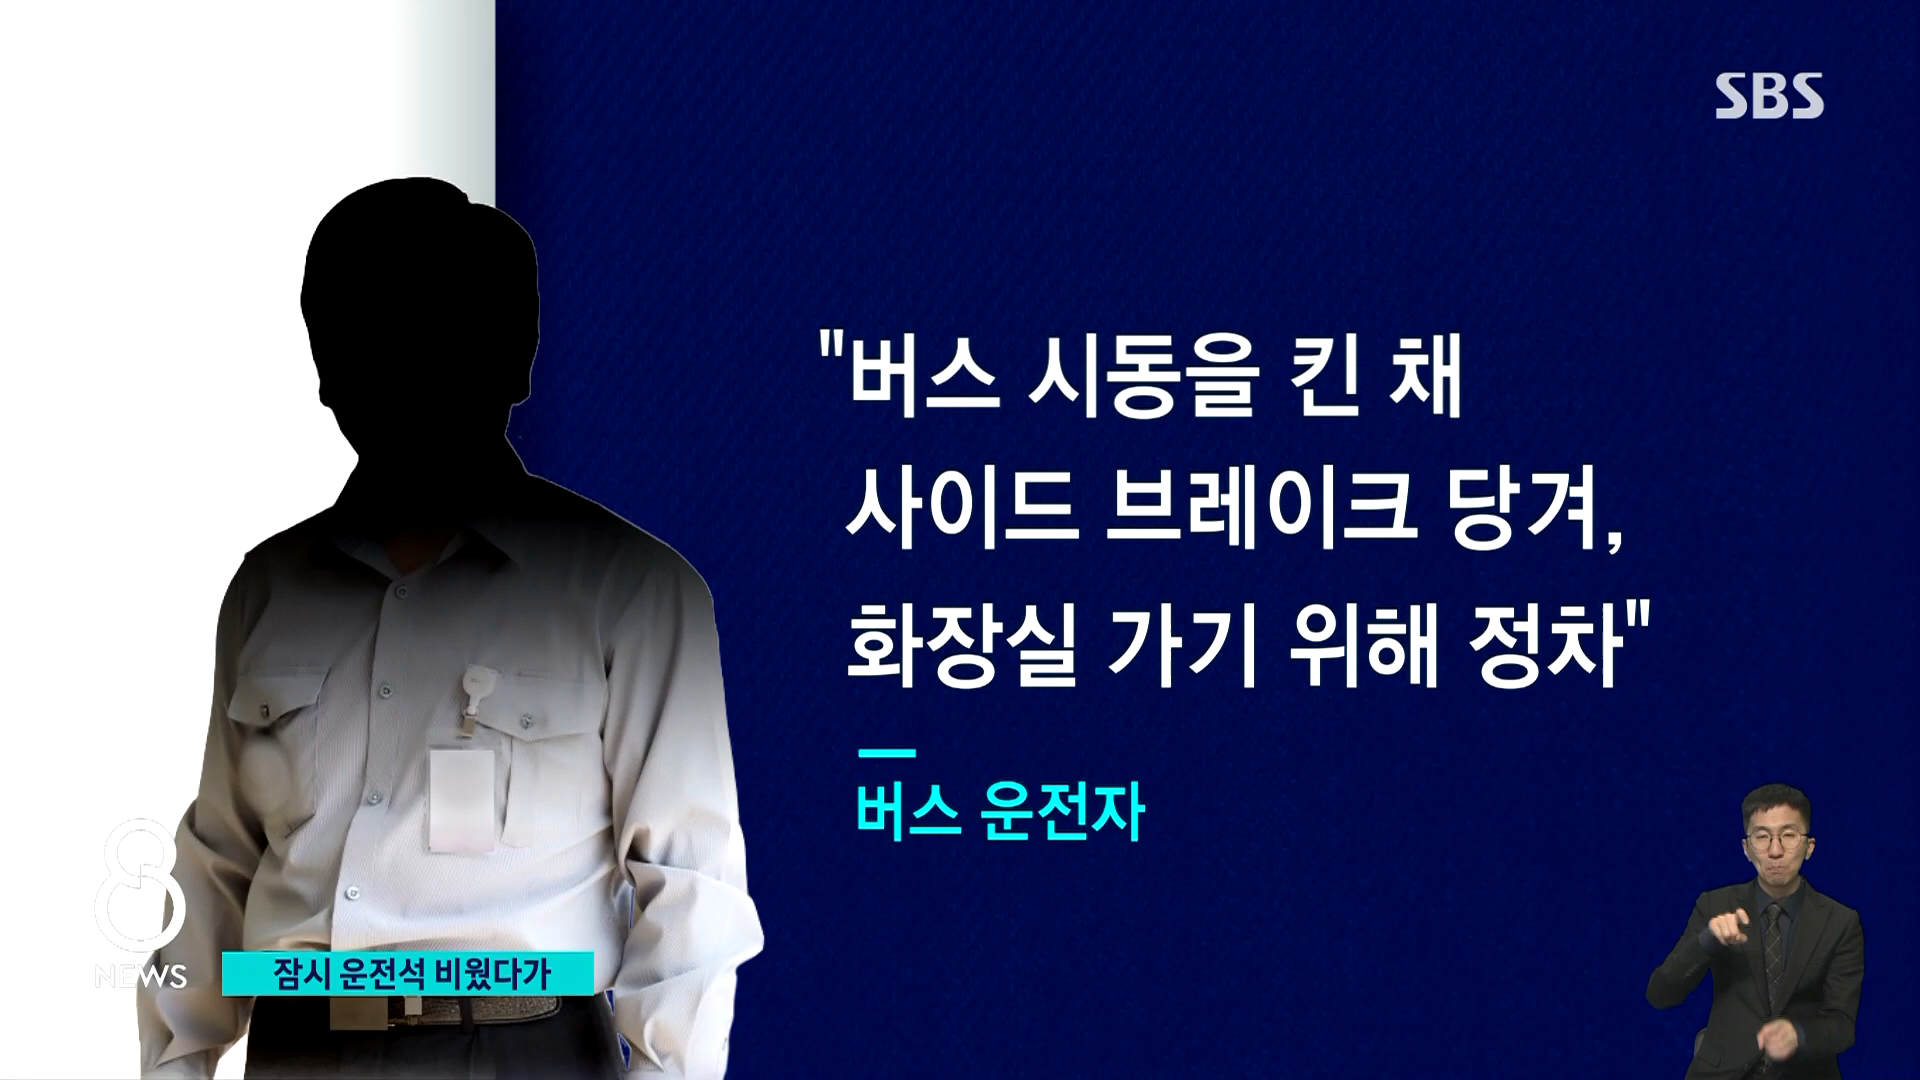 SBS
"버스 시동을 킨 채
사이드 브레이크 당겨,
화장실 가기 위해 정차"
버스 운전자
8
NEWS
잠시 운전석 비웠다가